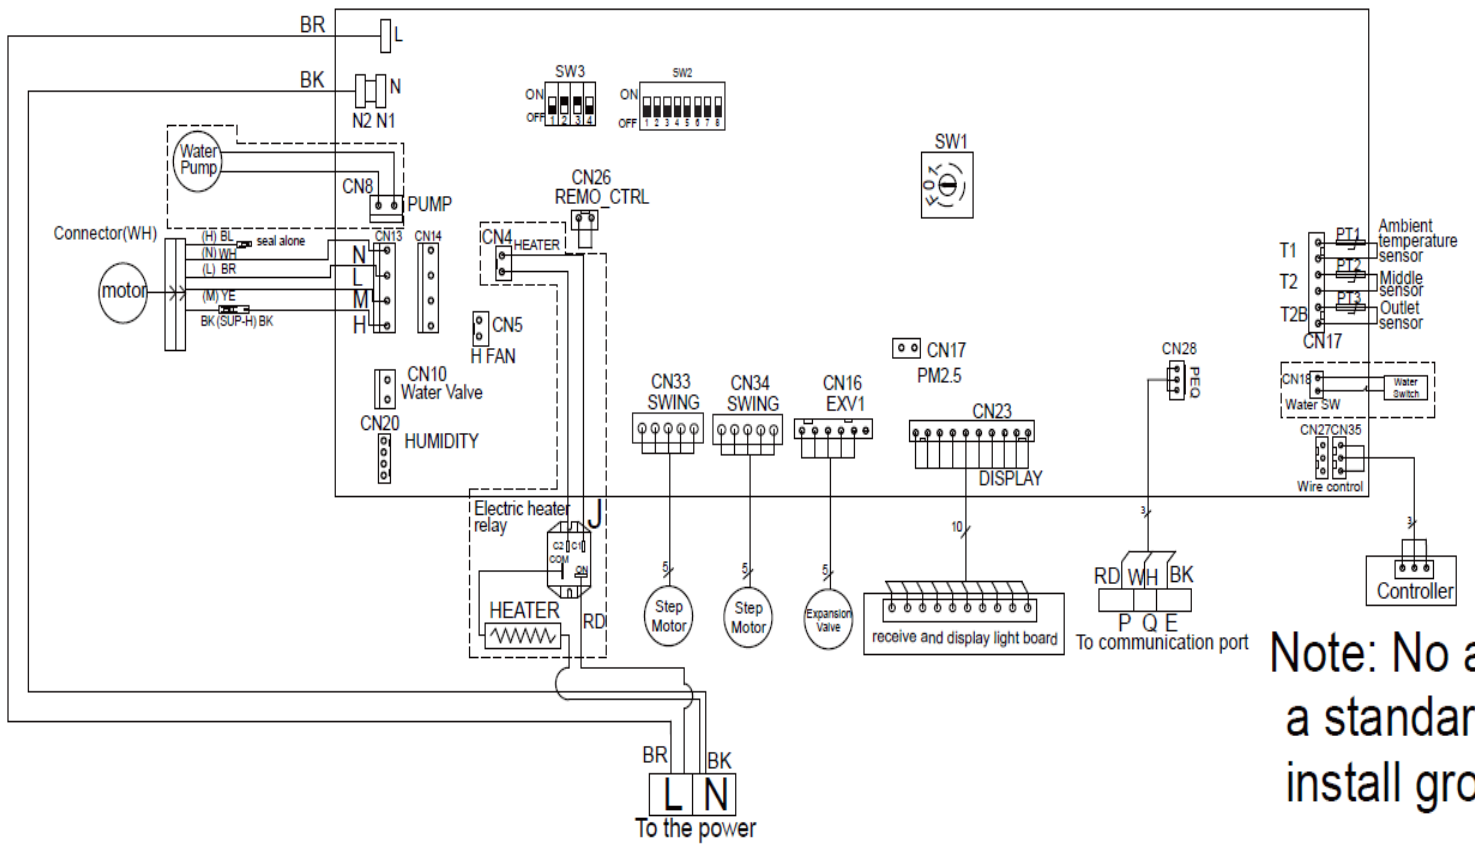 BR
L
BK
N
N2 N1
SW3
ON
OFF
1 2 3 4
SW2
ON
OFF
1 2 3 4 5 6 7 8
SW1
Water
Pump
CN8
PUMP
CN26
REMO_CTRL
Connector(WH)
(H) BL
seal alone
(N) WH
(L) BR
(M) YE
BK (SUP-H) BK
motor
CN13
CN14
N
L
M
H
CN4
HEATER
CN5
H FAN
CN10
Water Valve
CN20
HUMIDITY
CN33
SWING
CN34
SWING
CN16
EXV1
CN17
PM2.5
CN23
DISPLAY
CN28
PEQ
T1
T2
T2B
PT1
PT2
PT3
Ambient
temperature
sensor
Middle
sensor
Outlet
sensor
CN17
CN18
Water SW
Water
Switch
CN27CN35
Wire control
Electric heater
relay
J
C2 C1
COM
ON
HEATER
RD
5
Step
Motor
5
Step
Motor
5
Expansion
Valve
10
receive and display light board
3
RD WH BK
P Q E
To communication port
3
Controller
Note: No a
a standar
install gro
BR
BK
L N
To the power